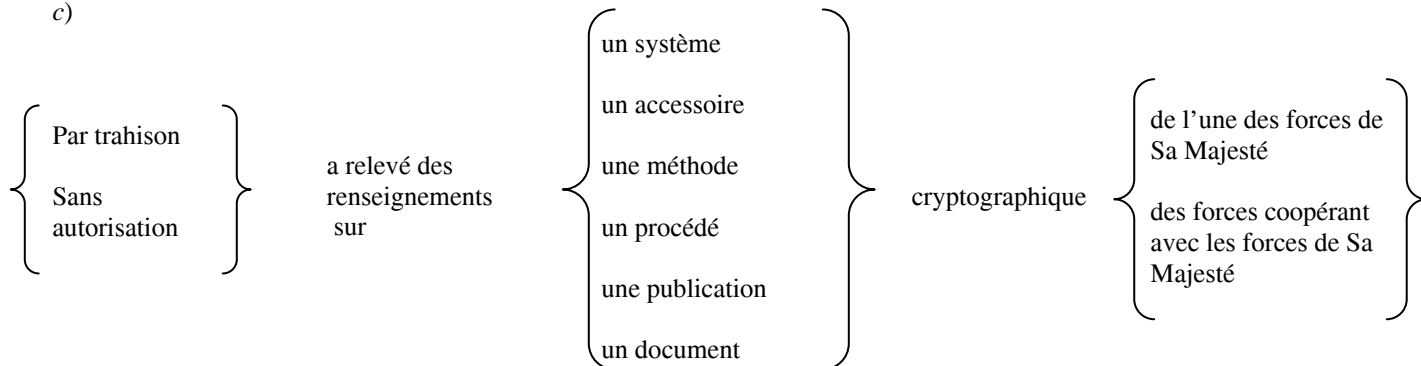 c)
Par trahison
Sans
autorisation
a relevé des
renseignements
sur
un système
un accessoire
une méthode
un procédé
une publication
un document
cryptographique
de l’une des forces de
Sa Majesté
des forces coopérant
avec les forces de Sa
Majesté